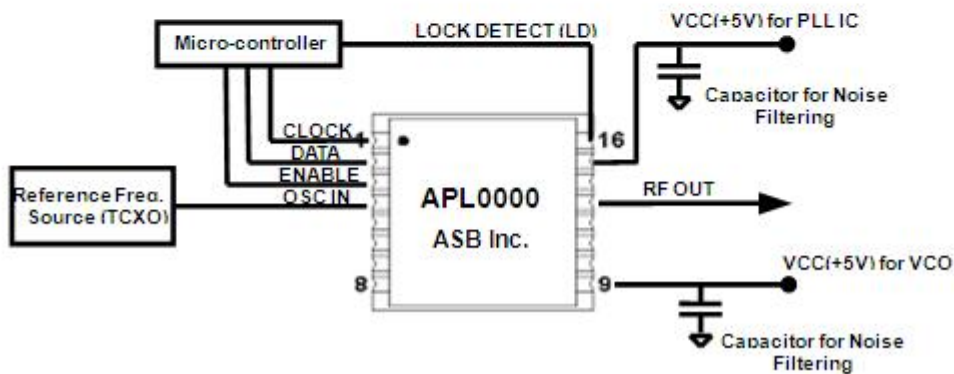 Micro-controller
LOCK DETECT (LD)
VCC(+5V) for PLL IC
Capacitor for Noise
Filtering
CLOCK
1
16
DATA
ENABLE
OSC IN
Reference Freq.
Source (TCXO)
APL0000
ASB Inc.
RF OUT
8
9
VCC(+5V) for VCO
Capacitor for Noise
Filtering